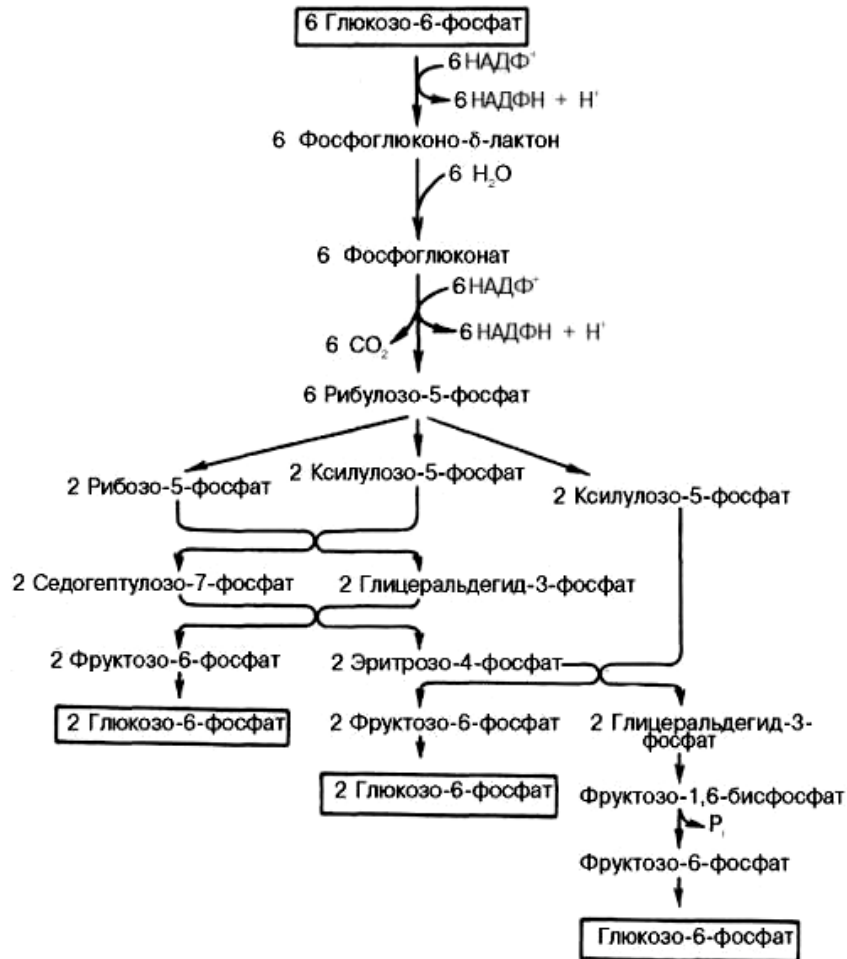 6 Глюкозо-6-фосфат
6 НАДФ⁺
6 НАДФН + Н⁺
6 Фосфоглюконо-δ-лактон
6 H₂O
6 Фосфоглюконат
6 НАДФ⁺
6 НАДФН + Н⁺
6 CO₂
6 Рибулозо-5-фосфат
2 Рибозо-5-фосфат
2 Ксилулозо-5-фосфат
2 Ксилулозо-5-фосфат
2 Седогептулозо-7-фосфат
2 Глицеральдегид-3-фосфат
2 Фруктозо-6-фосфат
2 Эритрозо-4-фосфат
2 Глюкозо-6-фосфат
2 Фруктозо-6-фосфат
2 Глицеральдегид-3-
фосфат
2 Глюкозо-6-фосфат
Фруктозо-1,6-бисфосфат
Pᵢ
Фруктозо-6-фосфат
Глюкозо-6-фосфат